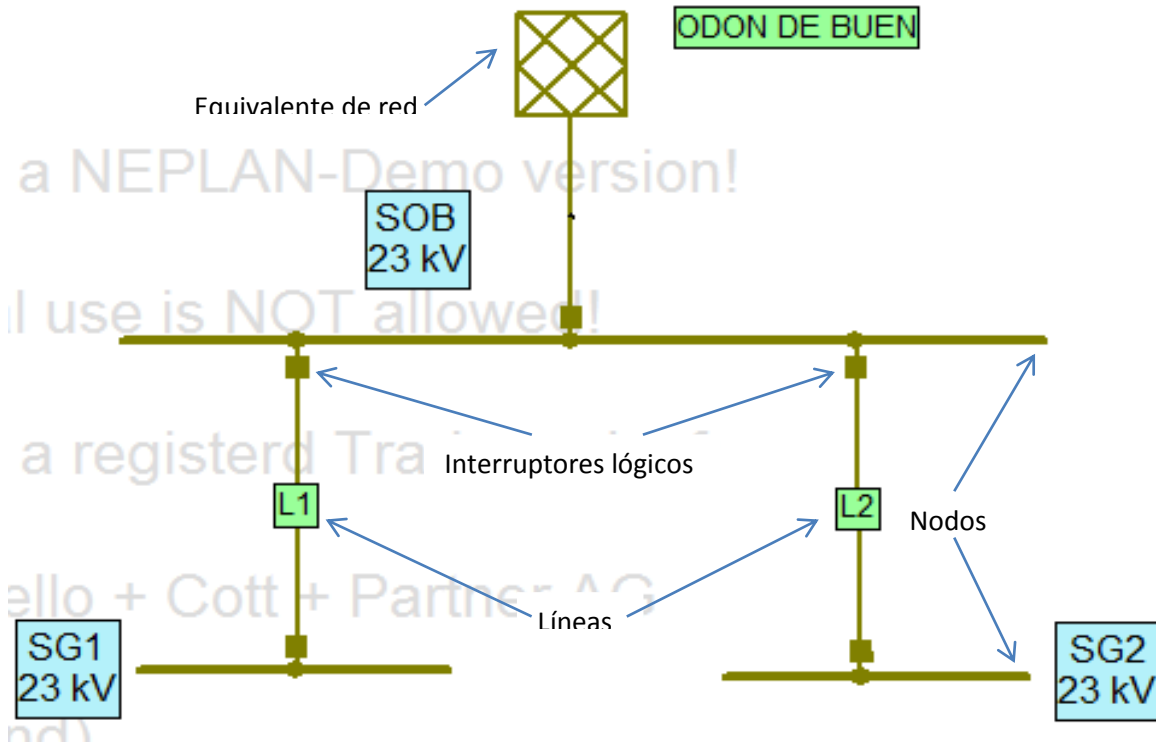 ODON DE BUEN
Equivalente de red
a NEPLAN-Demo version!
SOB
23 kV
l use is NOT allowed!
a registerd Tra
Interruptores lógicos
L1
L2
Nodos
ello + Cott + Partner AG
Líneas
SG1
23 kV
SG2
23 kV
nd)